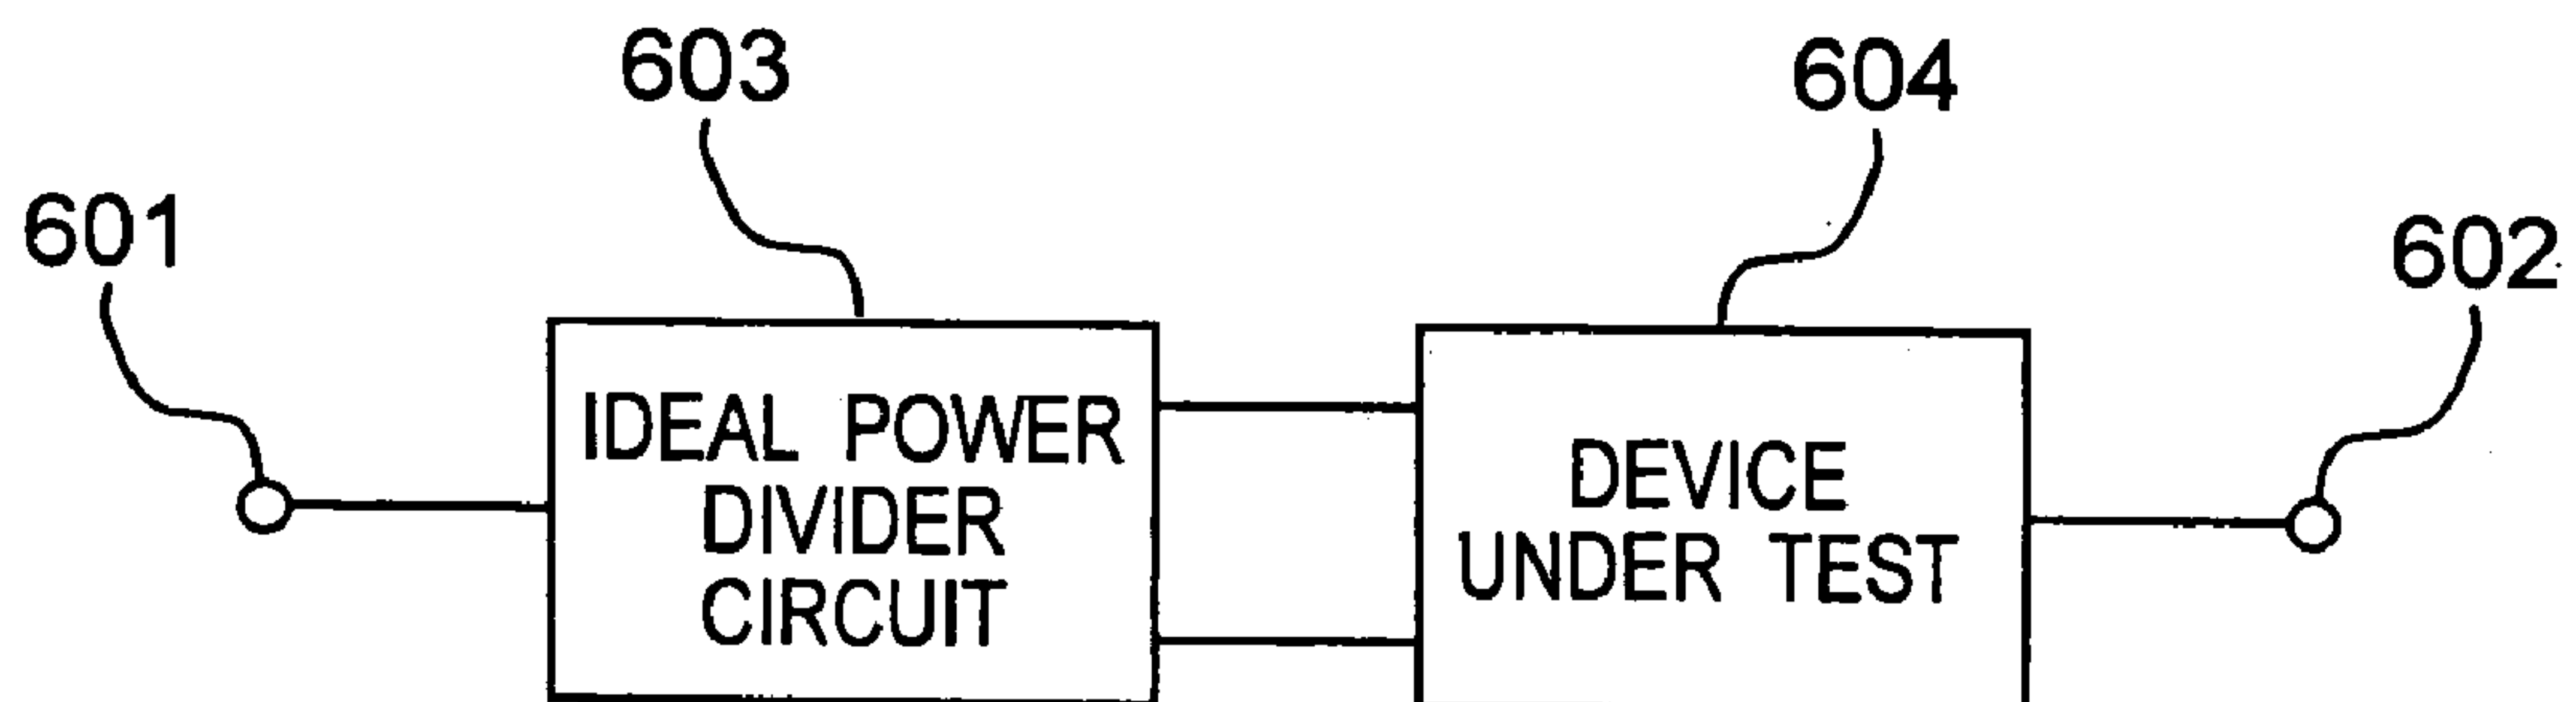 603
604
601
602
IDEAL POWER
DIVIDER
CIRCUIT
DEVICE
UNDER TEST